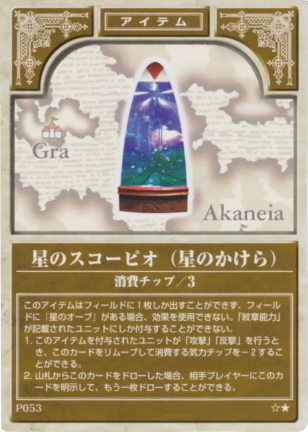 アイテム
Gra
Akaneia
星のスコーピオ（星のかけら）
消費チップ／3
このアイテムはフィールドに1枚しか出すことができず、フィール
ドに「星のオーブ」がある場合、効果を使用できない。「紋章能力」
が記載されたユニットにしか付与することができない。
1. このアイテムを付与されたユニットが「攻撃」「反撃」を行うと
き、このカードをリムーブして消費する気力チップを－2するこ
とができる。
2. 山札からこのカードをドローした場合、相手プレイヤーにこのカー
ドを明示して、もう一枚ドローすることができる。
P053
☆★